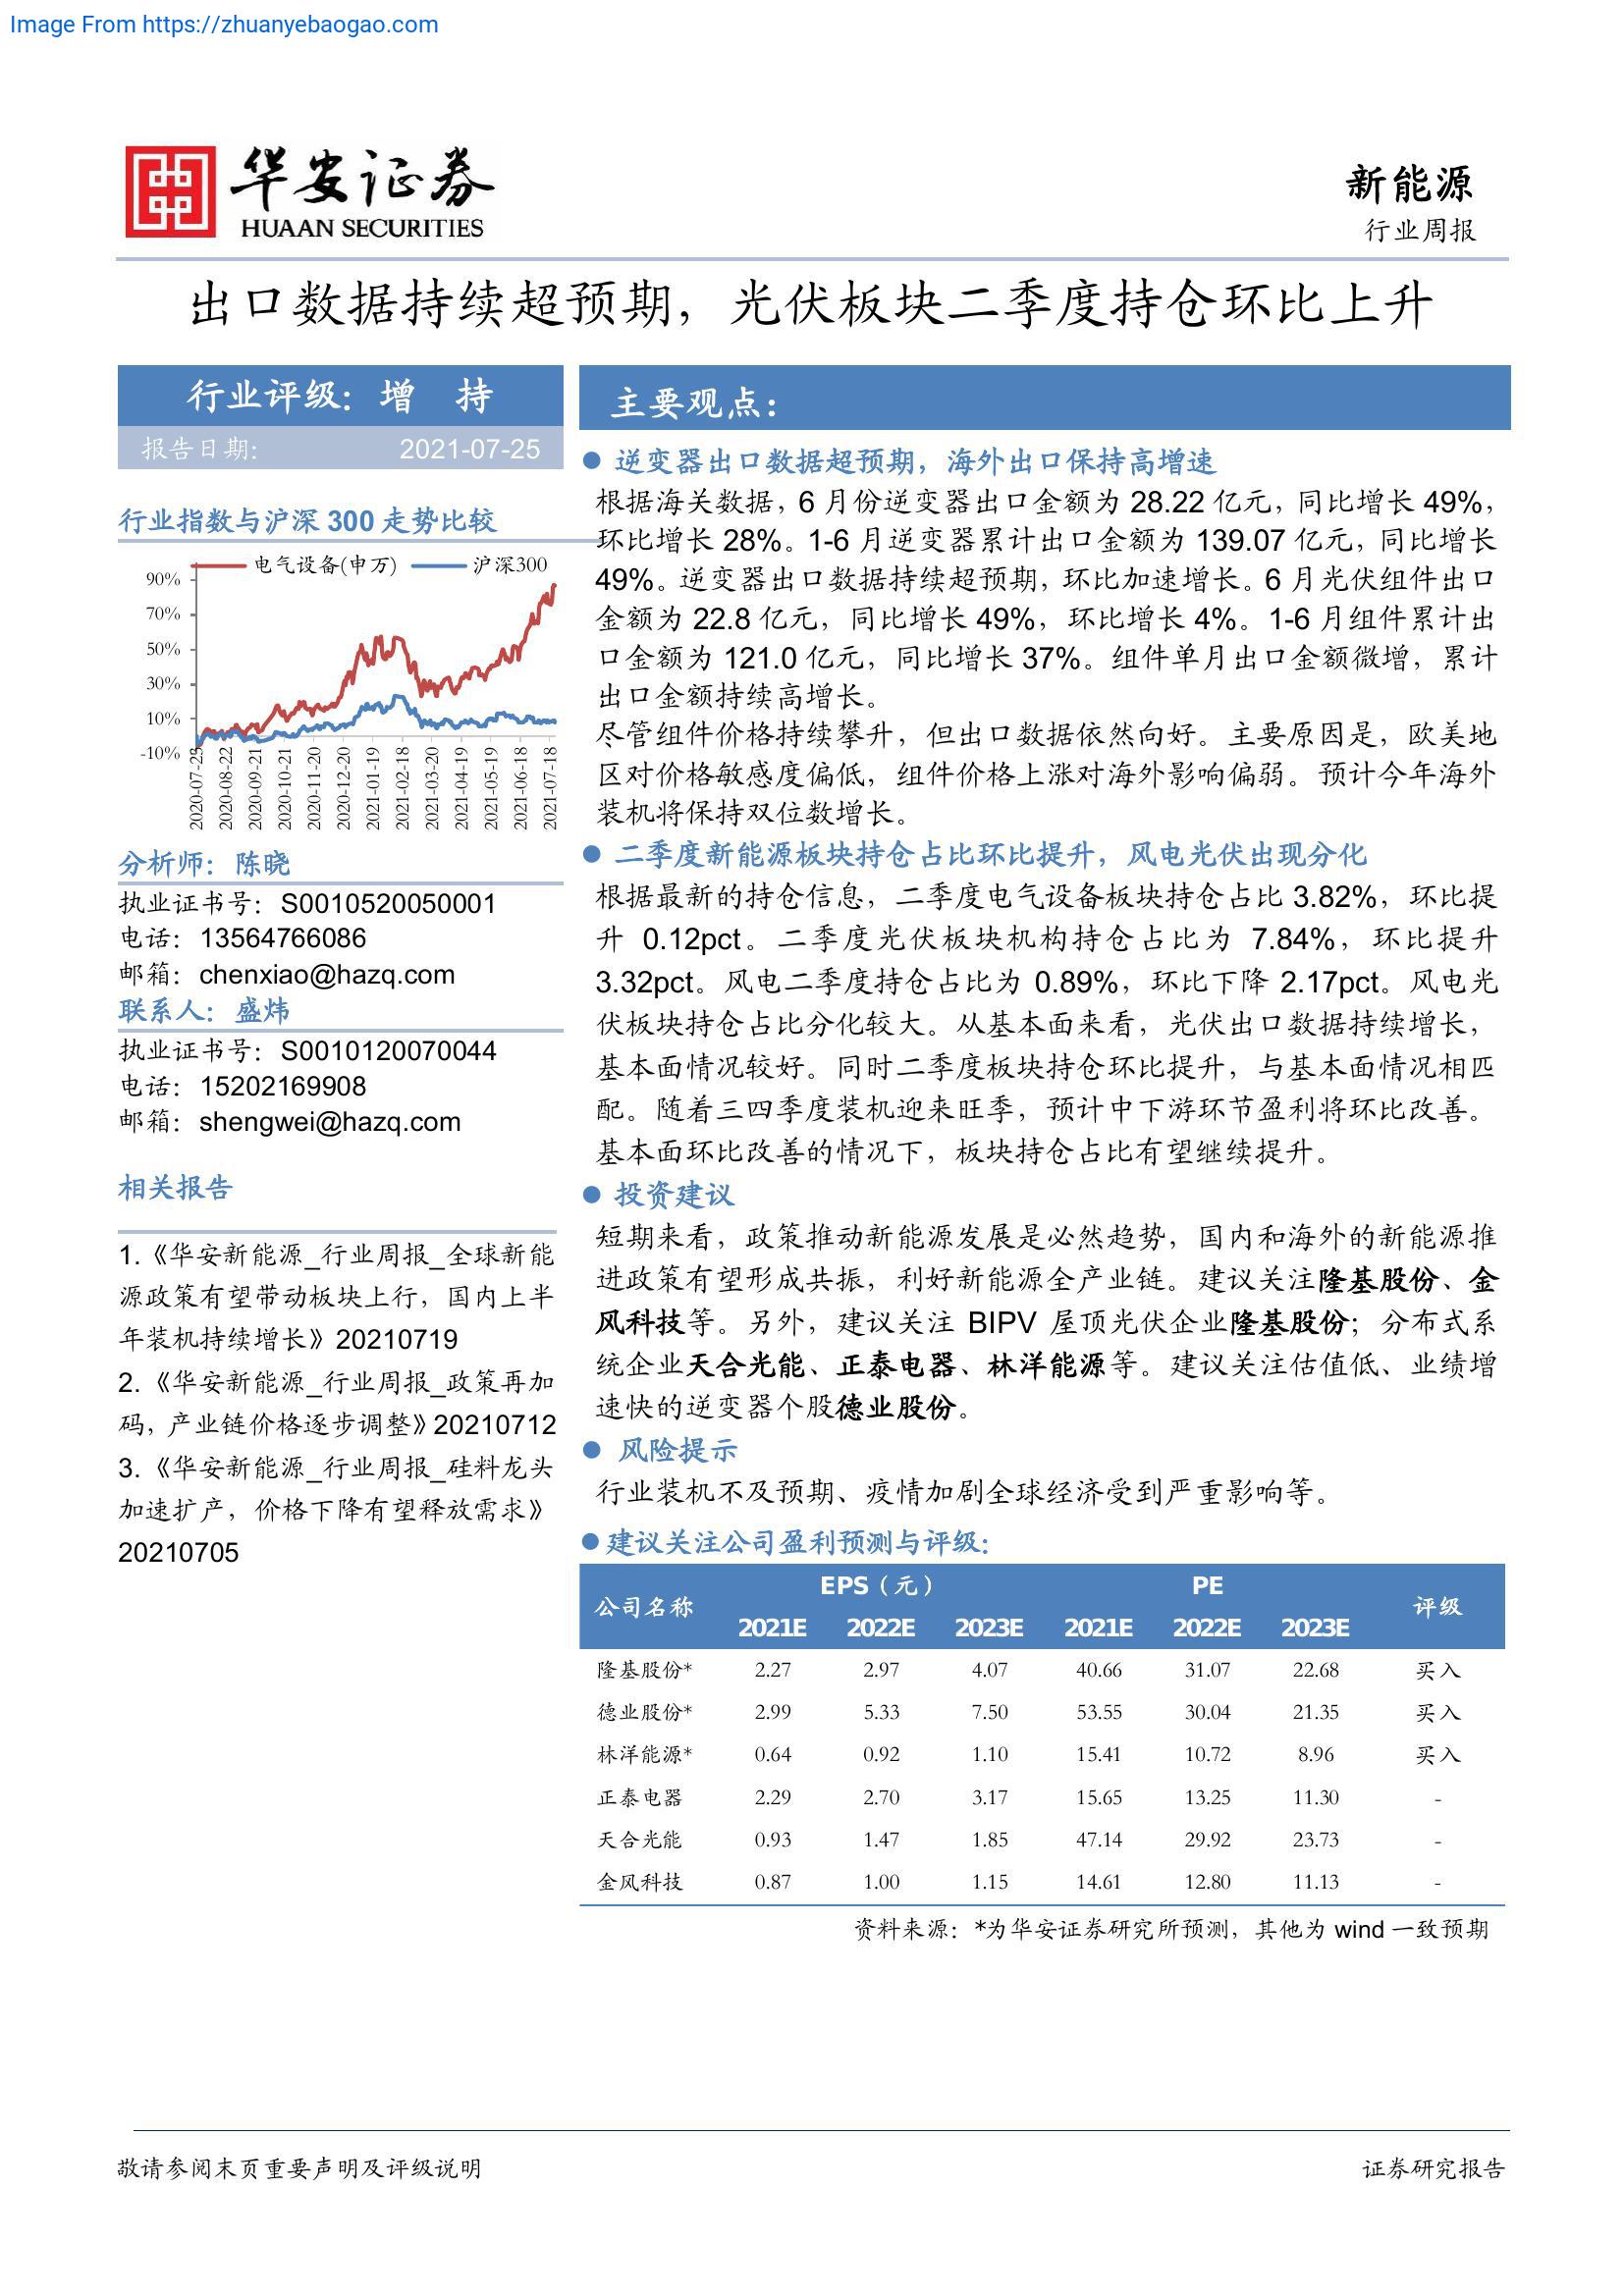 Image From https://zhuanyebaogao.com
华安证券
HUAAN SECURITIES
新能源
行业周报
出口数据持续超预期，光伏板块二季度持仓环比上升
行业评级：增 持
报告日期： 2021-07-25
行业指数与沪深 300 走势比较
电气设备(申万) 沪深300
90%
70%
50%
30%
10%
-10%
2020-07-23
2020-08-22
2020-09-21
2020-10-21
2020-11-20
2020-12-20
2021-01-19
2021-02-18
2021-03-20
2021-04-19
2021-05-19
2021-06-18
2021-07-18
分析师：陈晓
执业证书号：S0010520050001
电话：13564766086
邮箱：chenxiao@hazq.com
联系人：盛炜
执业证书号：S0010120070044
电话：15202169908
邮箱：shengwei@hazq.com
相关报告
1.《华安新能源_行业周报_全球新能
源政策有望带动板块上行，国内上半
年装机持续增长》20210719
2.《华安新能源_行业周报_政策再加
码，产业链价格逐步调整》20210712
3.《华安新能源_行业周报_硅料龙头
加速扩产，价格下降有望释放需求》
20210705
主要观点：
● 逆变器出口数据超预期，海外出口保持高增速
根据海关数据，6 月份逆变器出口金额为 28.22 亿元，同比增长 49%，
环比增长 28%。1-6 月逆变器累计出口金额为 139.07 亿元，同比增长
49%。逆变器出口数据持续超预期，环比加速增长。6 月光伏组件出口
金额为 22.8 亿元，同比增长 49%，环比增长 4%。1-6 月组件累计出
口金额为 121.0 亿元，同比增长 37%。组件单月出口金额微增，累计
出口金额持续高增长。
尽管组件价格持续攀升，但出口数据依然向好。主要原因是，欧美地
区对价格敏感度偏低，组件价格上涨对海外影响偏弱。预计今年海外
装机将保持双位数增长。
● 二季度新能源板块持仓占比环比提升，风电光伏出现分化
根据最新的持仓信息，二季度电气设备板块持仓占比 3.82%，环比提
升 0.12pct。二季度光伏板块机构持仓占比为 7.84%，环比提升
3.32pct。风电二季度持仓占比为 0.89%，环比下降 2.17pct。风电光
伏板块持仓占比分化较大。从基本面来看，光伏出口数据持续增长，
基本面情况较好。同时二季度板块持仓环比提升，与基本面情况相匹
配。随着三四季度装机迎来旺季，预计中下游环节盈利将环比改善。
基本面环比改善的情况下，板块持仓占比有望继续提升。
● 投资建议
短期来看，政策推动新能源发展是必然趋势，国内和海外的新能源推
进政策有望形成共振，利好新能源全产业链。建议关注隆基股份、金
风科技等。另外，建议关注 BIPV 屋顶光伏企业隆基股份；分布式系
统企业天合光能、正泰电器、林洋能源等。建议关注估值低、业绩增
速快的逆变器个股德业股份。
● 风险提示
行业装机不及预期、疫情加剧全球经济受到严重影响等。
● 建议关注公司盈利预测与评级：
公司名称 EPS（元） PE 评级
2021E 2022E 2023E 2021E 2022E 2023E
隆基股份* 2.27 2.97 4.07 40.66 31.07 22.68 买入
德业股份* 2.99 5.33 7.50 53.55 30.04 21.35 买入
林洋能源* 0.64 0.92 1.10 15.41 10.72 8.96 买入
正泰电器 2.29 2.70 3.17 15.65 13.25 11.30 -
天合光能 0.93 1.47 1.85 47.14 29.92 23.73 -
金风科技 0.87 1.00 1.15 14.61 12.80 11.13 -
资料来源：*为华安证券研究所预测，其他为 wind 一致预期
敬请参阅末页重要声明及评级说明
证券研究报告